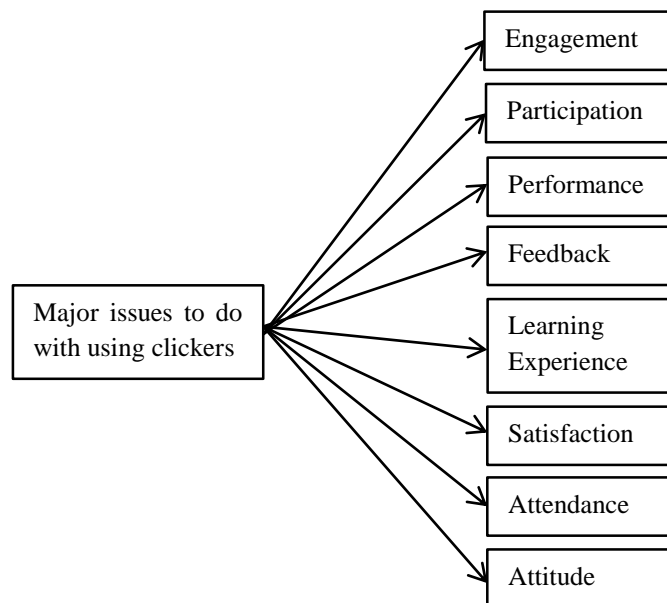 Engagement
Participation
Performance
Feedback
Major issues to do
with using clickers
Learning
Experience
Satisfaction
Attendance
Attitude